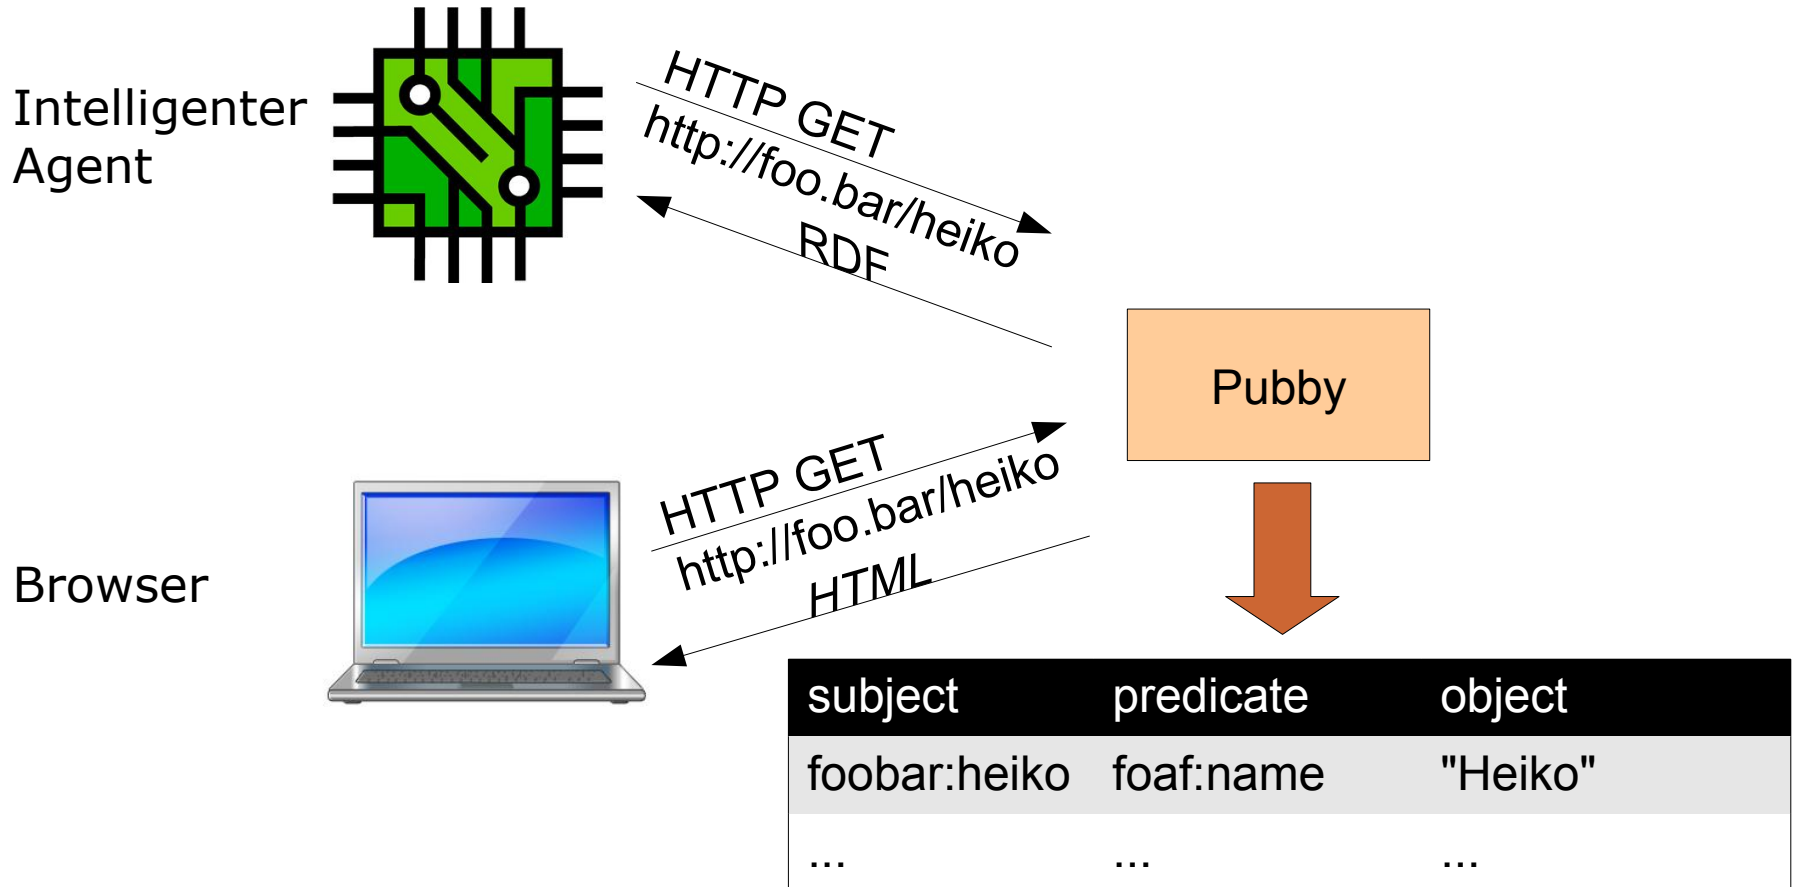 Intelligenter
Agent
HTTP GET
http://foo.bar/heiko
RDF
Pubby
HTTP GET
http://foo.bar/heiko
HTML
Browser
subject predicate object
foobar:heiko foaf:name "Heiko"
... ... ...